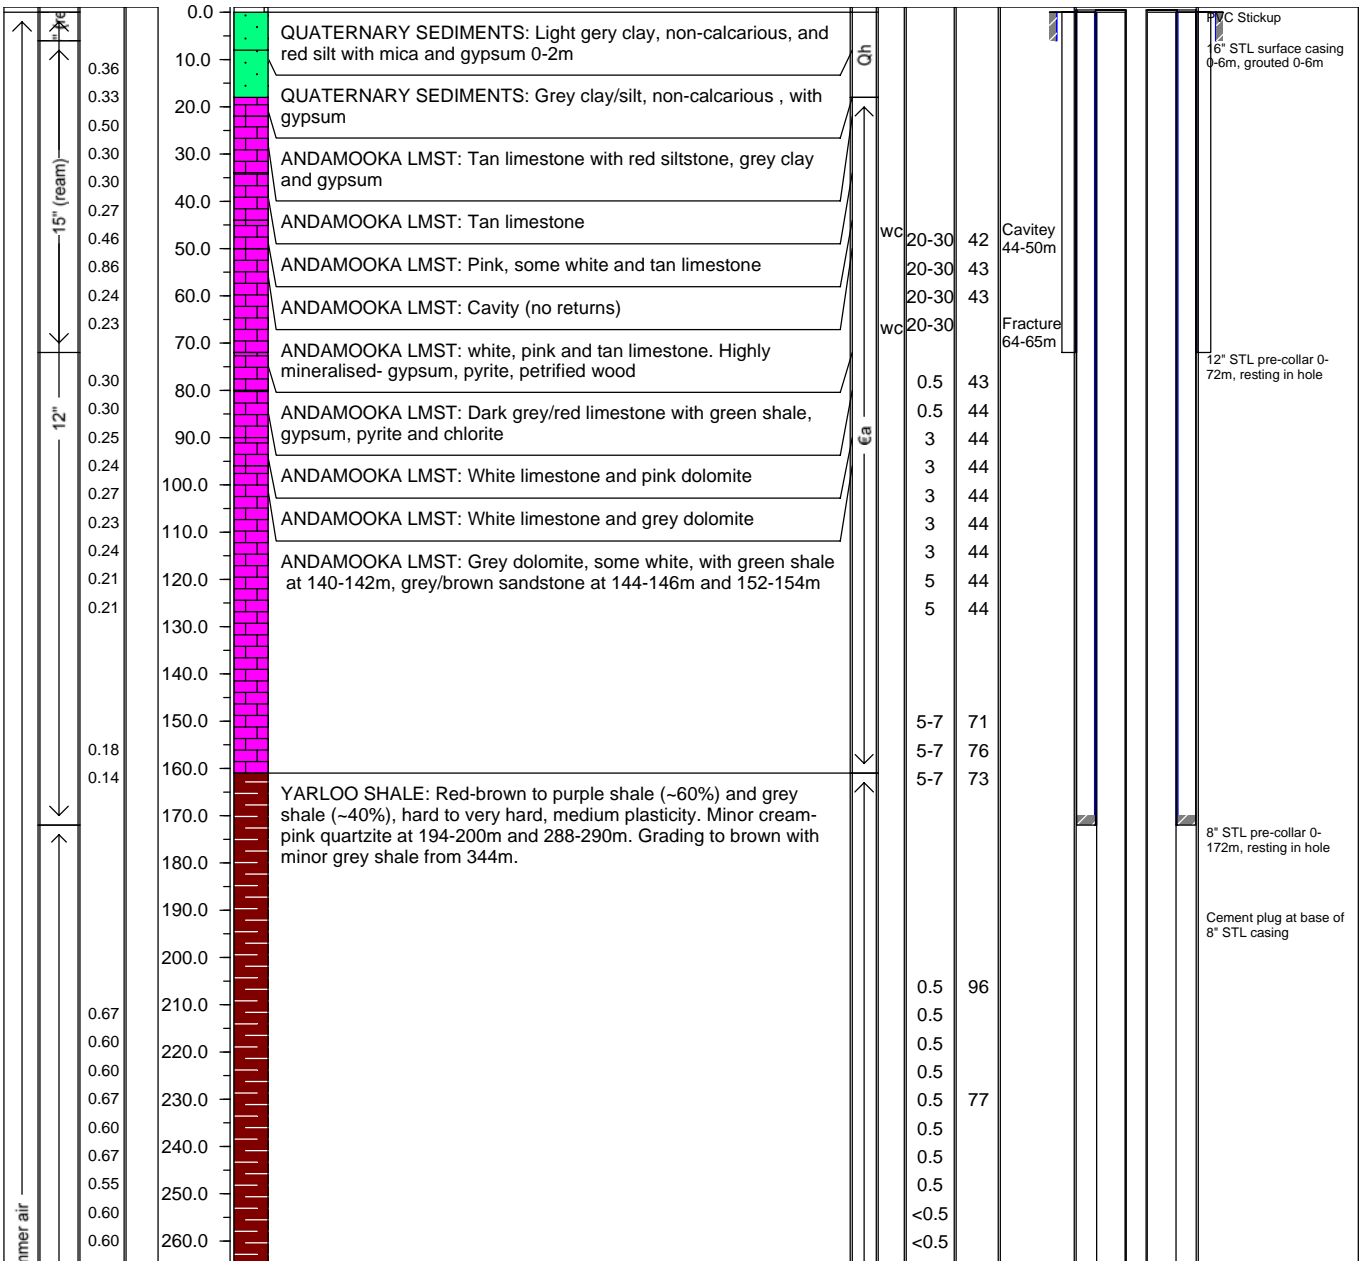 0.0
10.0
20.0
30.0
40.0
50.0
60.0
70.0
80.0
90.0
100.0
110.0
120.0
130.0
140.0
150.0
160.0
170.0
180.0
190.0
200.0
210.0
220.0
230.0
240.0
250.0
260.0
mmer air
15" (ream)
12"
0.36
0.33
0.50
0.30
0.30
0.27
0.46
0.86
0.24
0.23
0.30
0.30
0.25
0.24
0.27
0.23
0.24
0.21
0.21
0.18
0.14
0.67
0.60
0.60
0.67
0.60
0.67
0.55
0.60
0.60
QUATERNARY SEDIMENTS: Light gery clay, non-calcarious, and
red silt with mica and gypsum 0-2m
QUATERNARY SEDIMENTS: Grey clay/silt, non-calcarious , with
gypsum
ANDAMOOKA LMST: Tan limestone with red siltstone, grey clay
and gypsum
ANDAMOOKA LMST: Tan limestone
ANDAMOOKA LMST: Pink, some white and tan limestone
ANDAMOOKA LMST: Cavity (no returns)
ANDAMOOKA LMST: white, pink and tan limestone. Highly
mineralised- gypsum, pyrite, petrified wood
ANDAMOOKA LMST: Dark grey/red limestone with green shale,
gypsum, pyrite and chlorite
ANDAMOOKA LMST: White limestone and pink dolomite
ANDAMOOKA LMST: White limestone and grey dolomite
ANDAMOOKA LMST: Grey dolomite, some white, with green shale
at 140-142m, grey/brown sandstone at 144-146m and 152-154m
YARLOO SHALE: Red-brown to purple shale (~60%) and grey
shale (~40%), hard to very hard, medium plasticity. Minor cream-
pink quartzite at 194-200m and 288-290m. Grading to brown with
minor grey shale from 344m.
Qh
€a
wc
wc
20-30 42
20-30 43
20-30 43
20-30
0.5 43
0.5 44
3 44
3 44
3 44
3 44
3 44
5 44
5 44
5-7 71
5-7 76
5-7 73
0.5 96
0.5
0.5
0.5
0.5 77
0.5
0.5
0.5
<0.5
<0.5
Cavitey
44-50m
Fracture
64-65m
PVC Stickup
16" STL surface casing
0-6m, grouted 0-6m
12" STL pre-collar 0-
72m, resting in hole
8" STL pre-collar 0-
172m, resting in hole
Cement plug at base of
8" STL casing